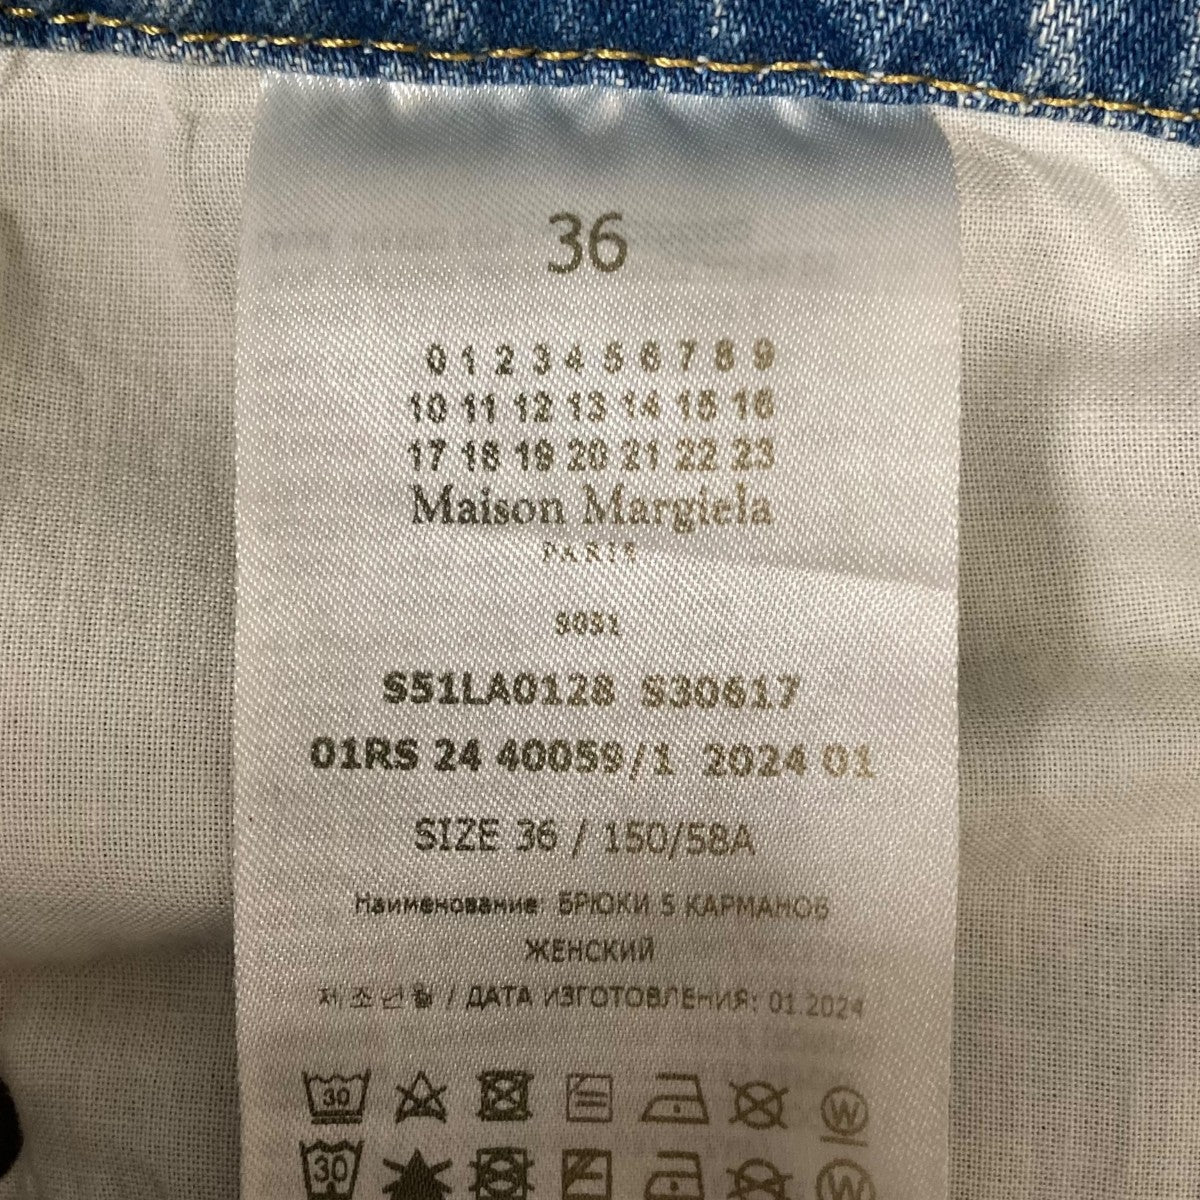 36
0 1 2 3 4 5 6 7 8 9
10 11 12 13 14 15 16
17 18 19 20 21 22 23
Maison Margiela
PARIS
S051
S51LA0128 S30617
01RS 24 40059/1 2024 01
SIZE 36 / 150/58A
Наименование БРЮКИ 5 КАРМАНОВ
ЖЕНСКИЙ
제조년월 / ДАТА ИЗГОТОВЛЕНИЯ: 01.2024
30 W
30 W